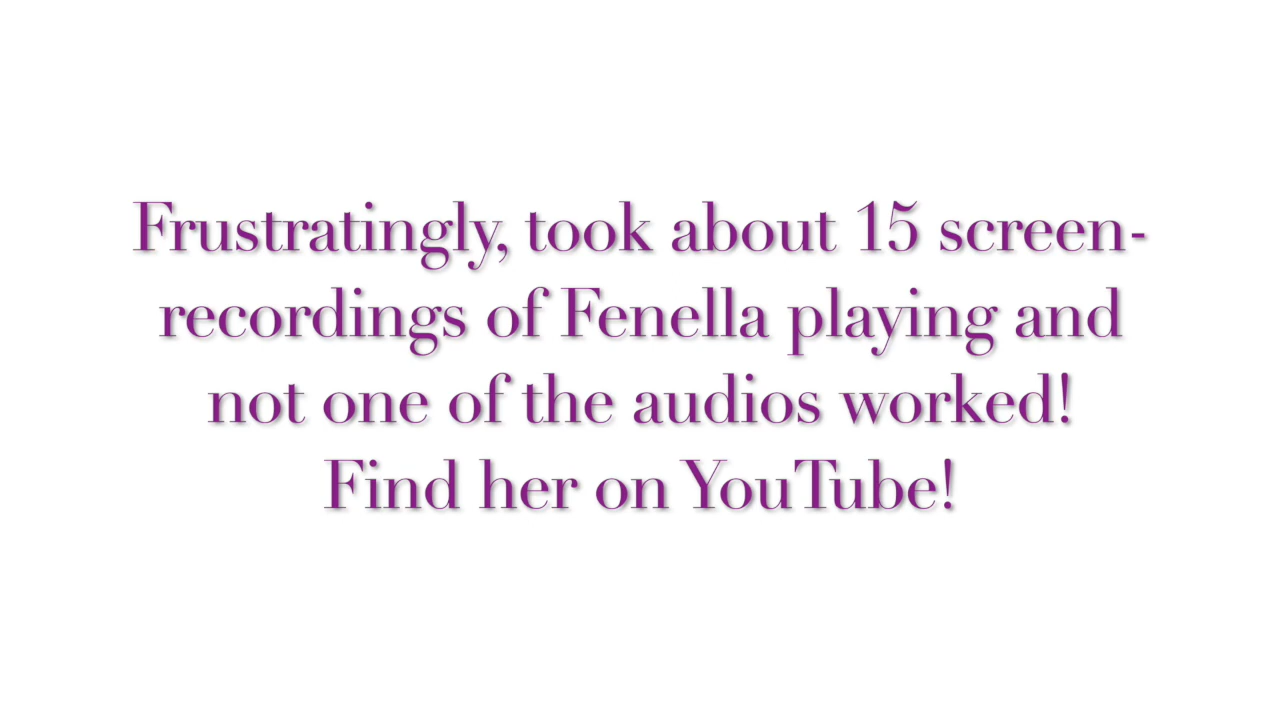 Frustratingly, took about 15 screen-
recordings of Fenella playing and
not one of the audios worked!
Find her on YouTube!